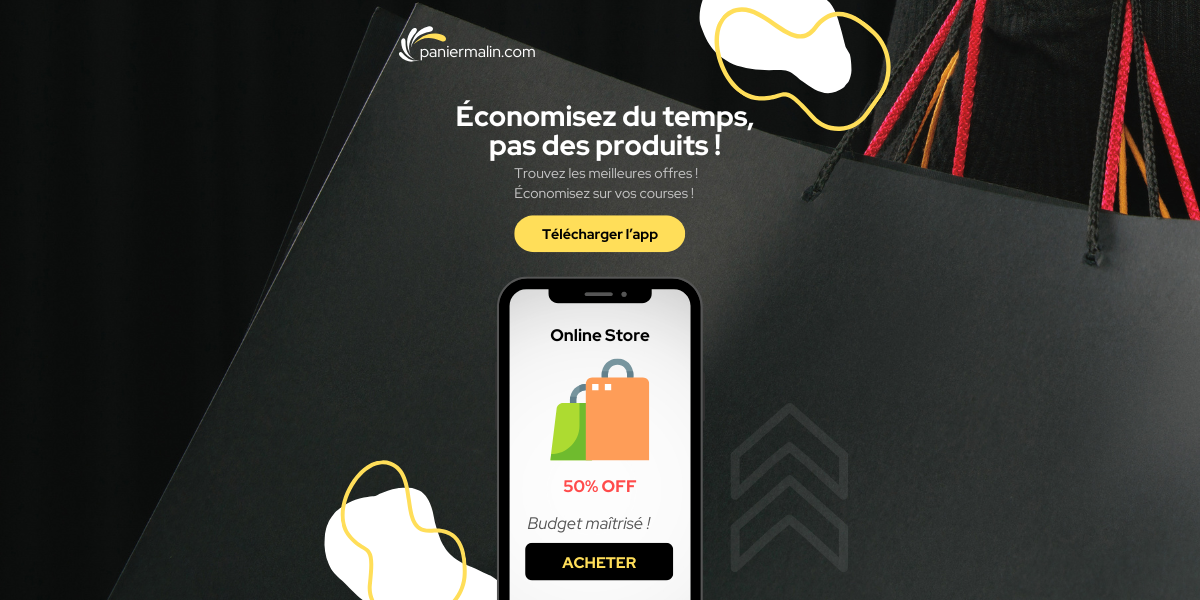 paniermalin.com
Économisez du temps,
pas des produits !
Trouvez les meilleures offres !
Économisez sur vos courses !
Télécharger l'app
Online Store
50% OFF
Budget maîtrisé !
ACHETER